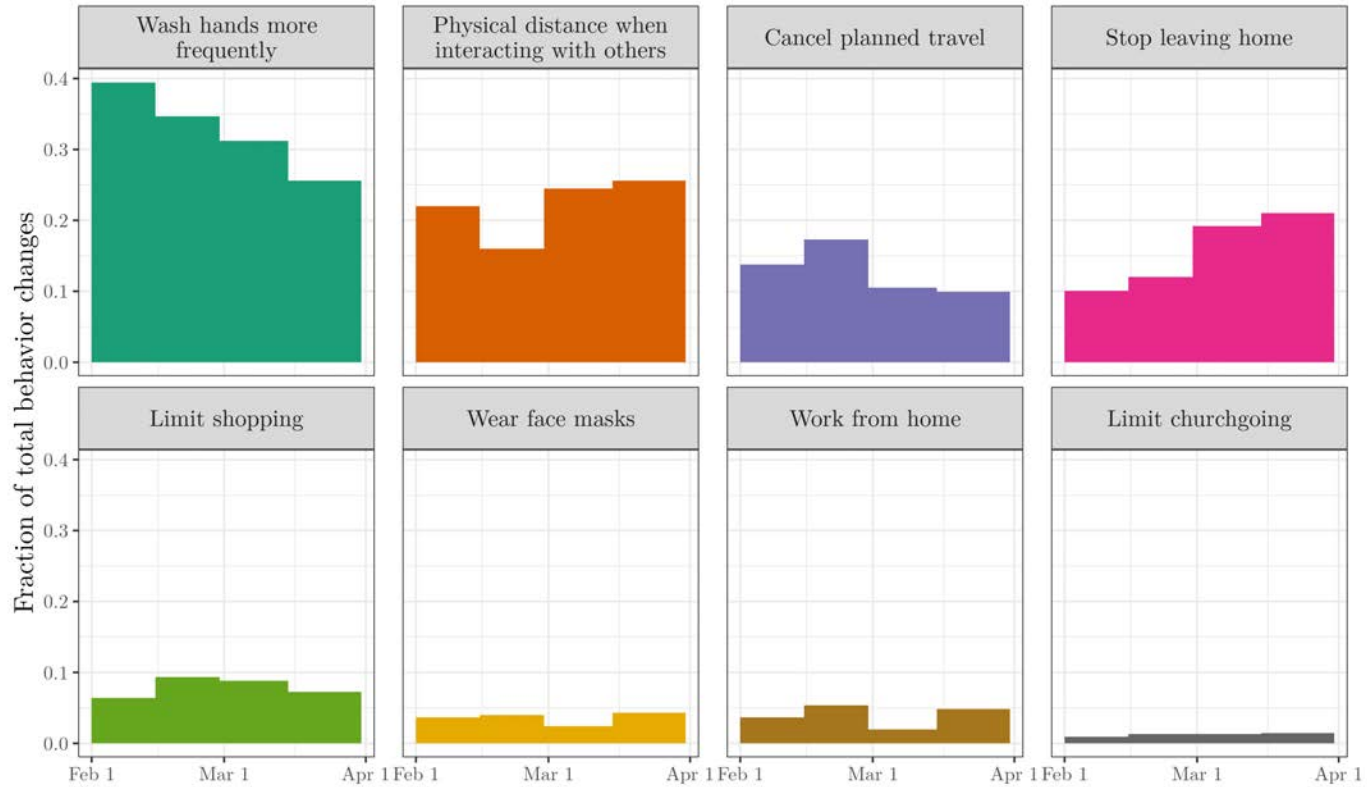 Wash hands more
frequently
Physical distance when
interacting with others
Cancel planned travel
Stop leaving home
0.4
0.3
0.2
0.1
0.0
Fraction of total behavior changes
Limit shopping
Wear face masks
Work from home
Limit churchgoing
0.4
0.3
0.2
0.1
0.0
Feb 1
Mar 1
Apr 1
Feb 1
Mar 1
Apr 1
Feb 1
Mar 1
Apr 1
Feb 1
Mar 1
Apr 1